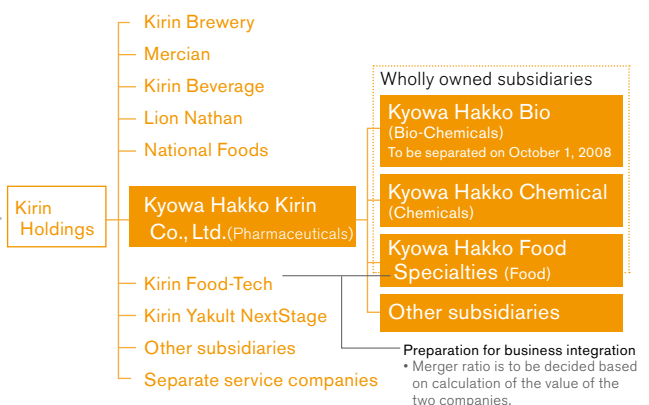 Kirin Brewery
Mercian
Kirin Beverage
Lion Nathan
National Foods
Kirin
Holdings
Kyowa Hakko Kirin
Co., Ltd.(Pharmaceuticals)
Kirin Food-Tech
Kirin Yakult NextStage
Other subsidiaries
Separate service companies
Wholly owned subsidiaries
Kyowa Hakko Bio
(Bio-Chemicals)
To be separated on October 1, 2008
Kyowa Hakko Chemical
(Chemicals)
Kyowa Hakko Food
Specialties (Food)
Other subsidiaries
Preparation for business integration
• Merger ratio is to be decided based
on calculation of the value of the
two companies.